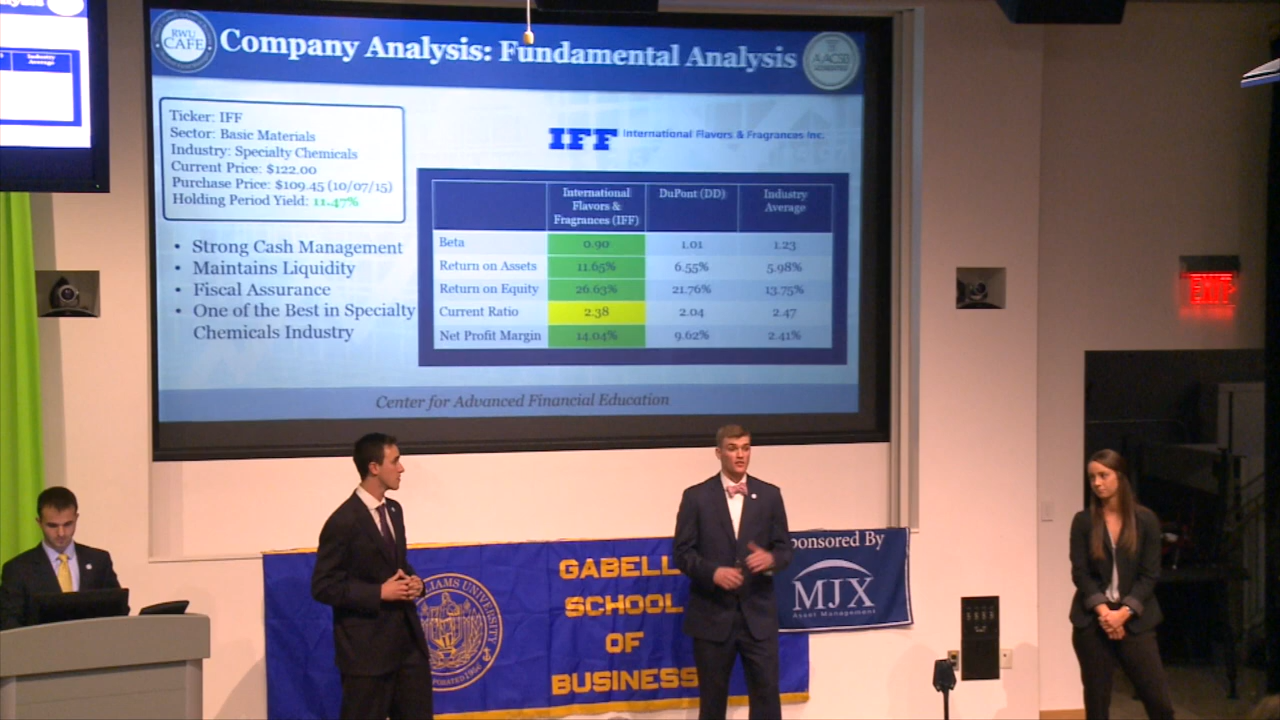 Industry
Average
RWU
CAFE
Company Analysis: Fundamental Analysis
AACSB
Ticker: IFF
Sector: Basic Materials
Industry: Specialty Chemicals
Current Price: $122.00
Purchase Price: $109.45 (10/07/15)
Holding Period Yield: 11.47%
IFF International Flavors & Fragrances Inc.
• Strong Cash Management
• Maintains Liquidity
• Fiscal Assurance
• One of the Best in Specialty
Chemicals Industry
International
Flavors &
Fragrances (IFF)
DuPont (DD)
Industry
Average
Beta 0.90 1.01 1.23
Return on Assets 11.65% 6.55% 5.98%
Return on Equity 26.63% 21.76% 13.75%
Current Ratio 2.38 2.04 2.47
Net Profit Margin 14.04% 9.62% 2.41%
Center for Advanced Financial Education
EXIT
LIAMS UNIVERSITY
GABELL
SCHOOL
OF
BUSINESS
ponsored By
MJX
Asset Management